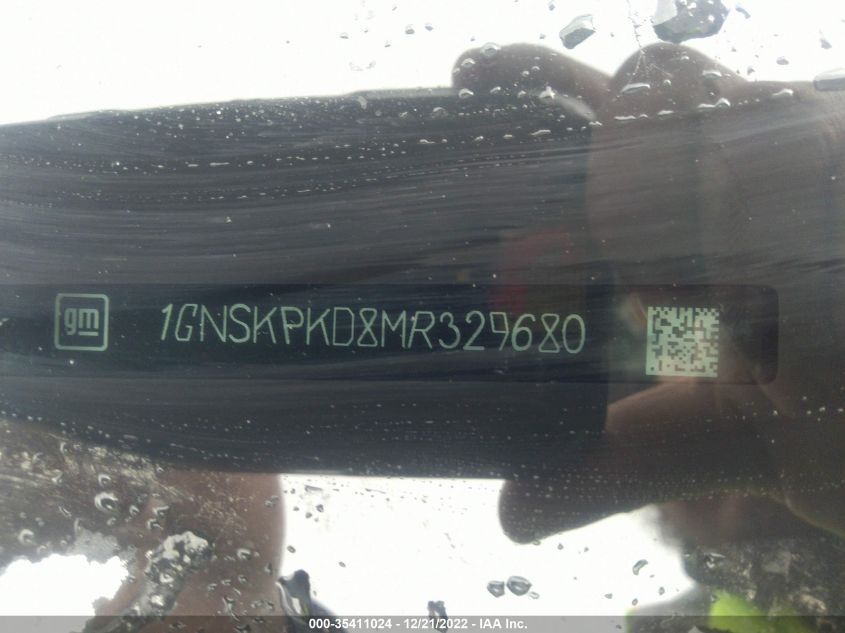 gm 1GNSKPKD8MR329680
000-35411024 - 12/21/2022 - IAA Inc.